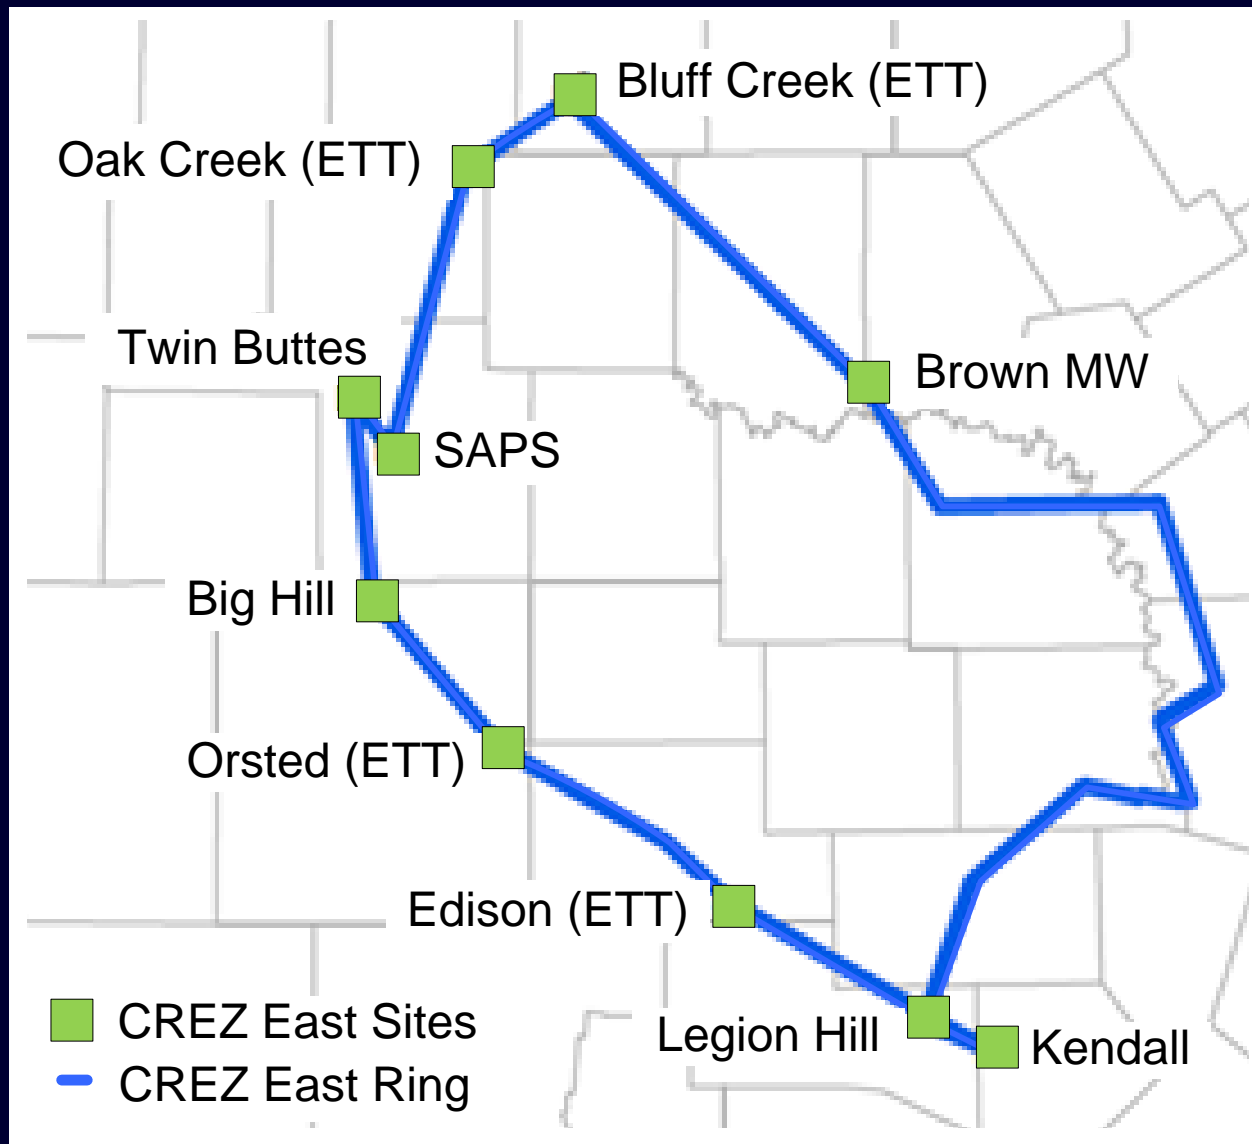 Bluff Creek (ETT)
Oak Creek (ETT)
Twin Buttes
Brown MW
SAPS
Big Hill
Orsted (ETT)
Edison (ETT)
Legion Hill
Kendall
CREZ East Sites
CREZ East Ring